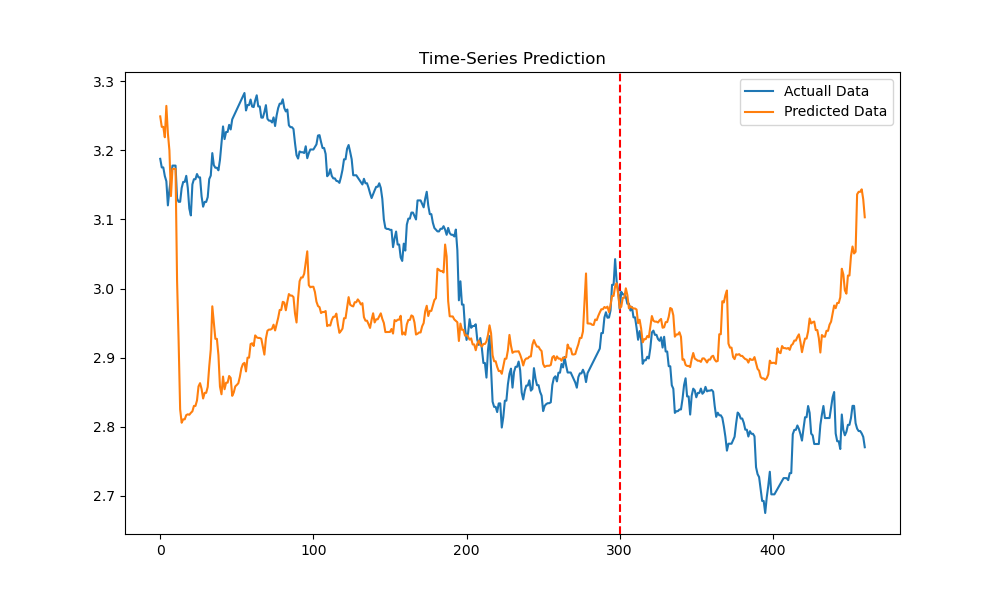 Time-Series Prediction
Actuall Data
Predicted Data
3.3
3.2
3.1
3.0
2.9
2.8
2.7
0 100 200 300 400